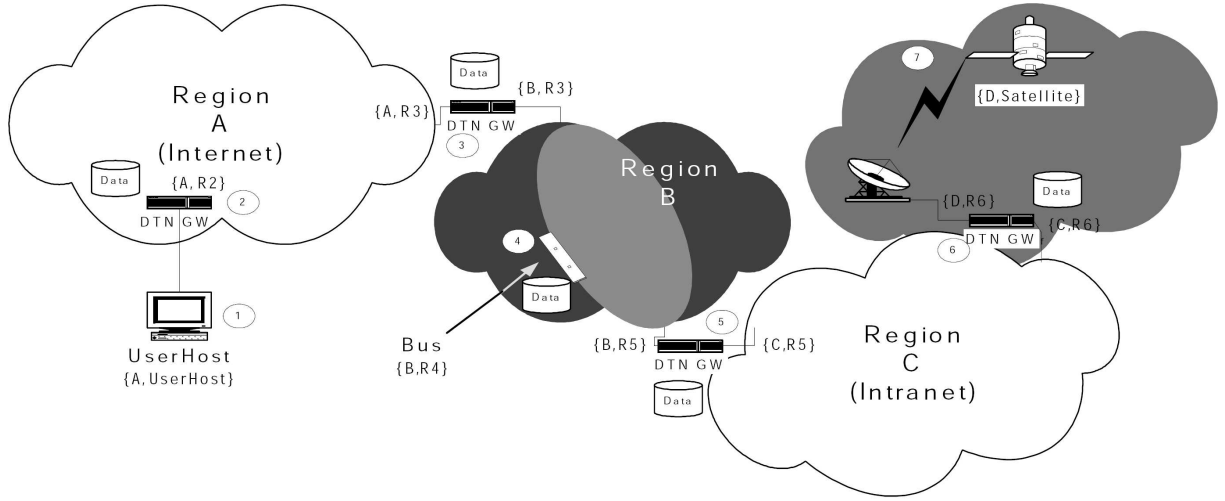 Region
A
(Internet)
Data
{A, R2}
2
DTN GW
1
UserHost
{A, UserHost}
Data
{A, R3}
{B, R3}
DTN GW
3
Region
B
4
Data
Bus
{B,R4}
5
{B,R5}
{C,R5}
DTN GW
Data
7
{D,Satellite}
Data
{D,R6}
{C,R6}
DTN GW
6
Region
C
(Intranet)